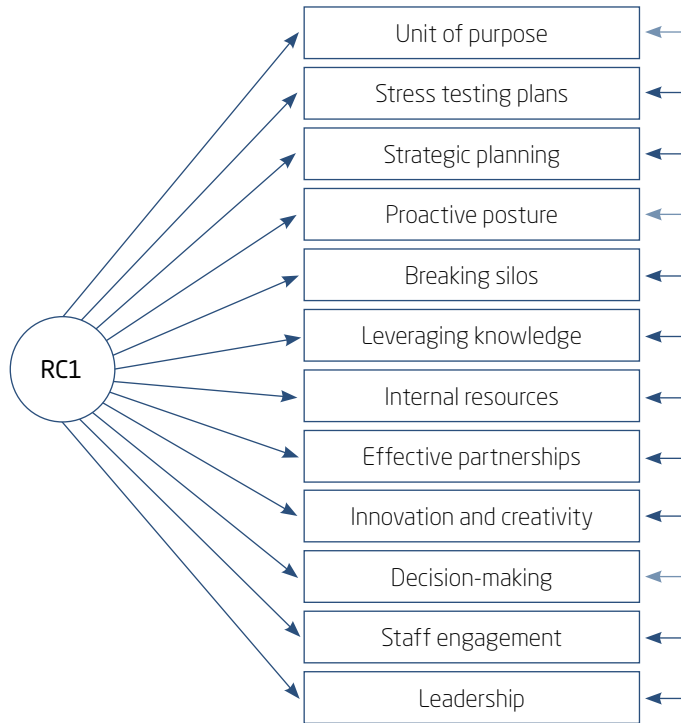 Unit of purpose
Stress testing plans
Strategic planning
Proactive posture
Breaking silos
Leveraging knowledge
RC1
Internal resources
Effective partnerships
Innovation and creativity
Decision-making
Staff engagement
Leadership